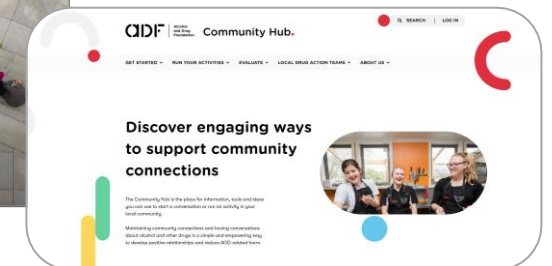 SEARCH | LOG IN
ADF Alcohol and Drug Foundation Community Hub.
GET STARTED RUN YOUR ACTIVITIES EVALUATE LOCAL DRUG ACTION TEAMS ABOUT US
Discover engaging ways
to support community
connections
The Community Hub is the place for information, tools and ideas
you can use to start a conversation or run an activity in your
local community.
Maintaining community connections and having conversations
about alcohol and other drugs is a simple and empowering way
to develop positive relationships and reduce AOD-related harm.